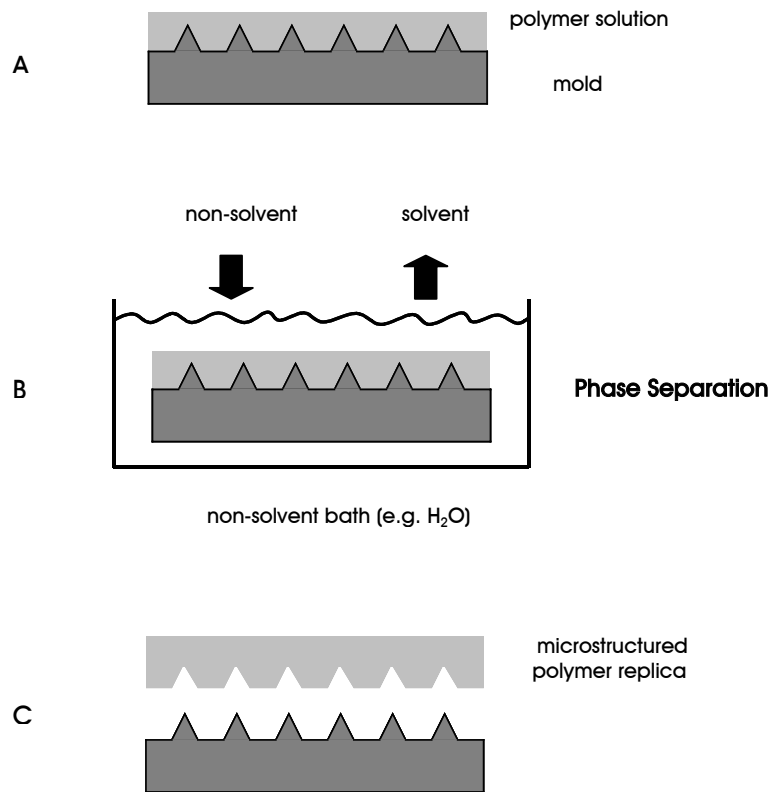 polymer solution
A
mold
non-solvent
solvent
B
Phase Separation
non-solvent bath (e.g. H₂O)
microstructured
polymer replica
C